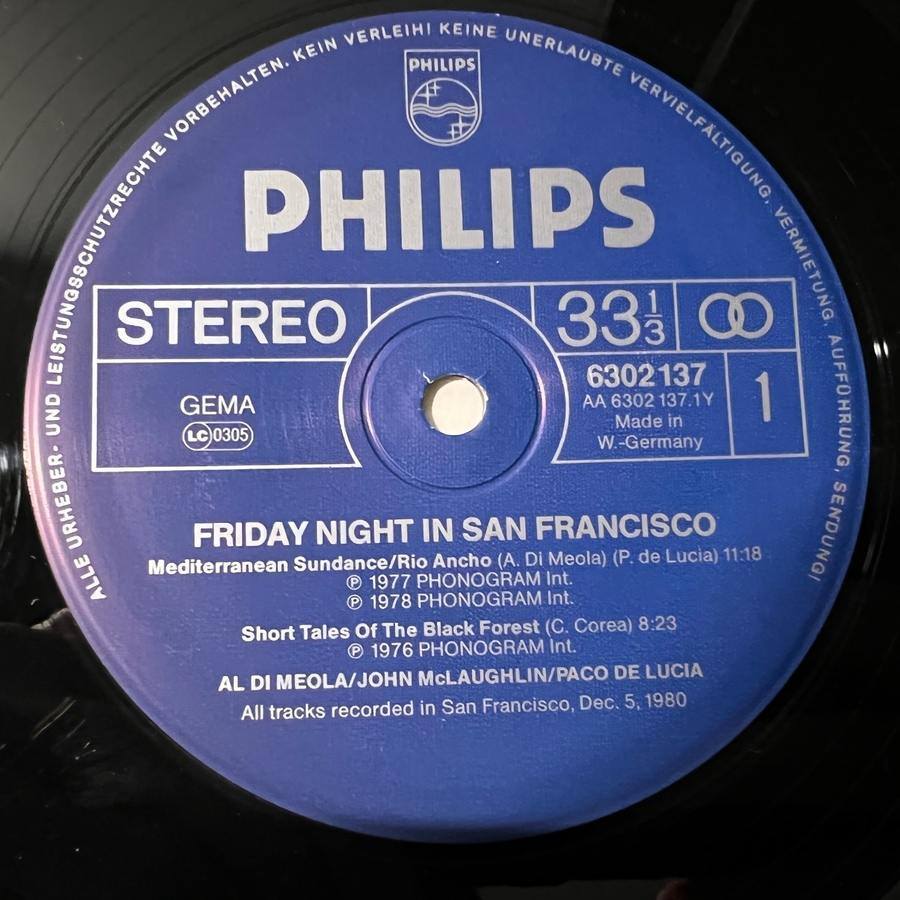 ALLE URHEBER- UND LEISTUNGSSCHUTZRECHTE VORBEHALTEN. KEIN VERLEIH! KEINE UNERLAUBTE VERVIELFÄLTIGUNG, VERMIETUNG, AUFFÜHRUNG, SENDUNG!
PHILIPS
PHILIPS
STEREO
33 1/3
GEMA
LC 0305
6302 137
AA 6302 137.1Y
Made in
W.-Germany
1
FRIDAY NIGHT IN SAN FRANCISCO
Mediterranean Sundance/Rio Ancho (A. Di Meola) (P. de Lucia) 11:18
℗ 1977 PHONOGRAM Int.
℗ 1978 PHONOGRAM Int.
Short Tales Of The Black Forest (C. Corea) 8:23
℗ 1976 PHONOGRAM Int.
AL DI MEOLA/JOHN McLAUGHLIN/PACO DE LUCIA
All tracks recorded in San Francisco, Dec. 5, 1980